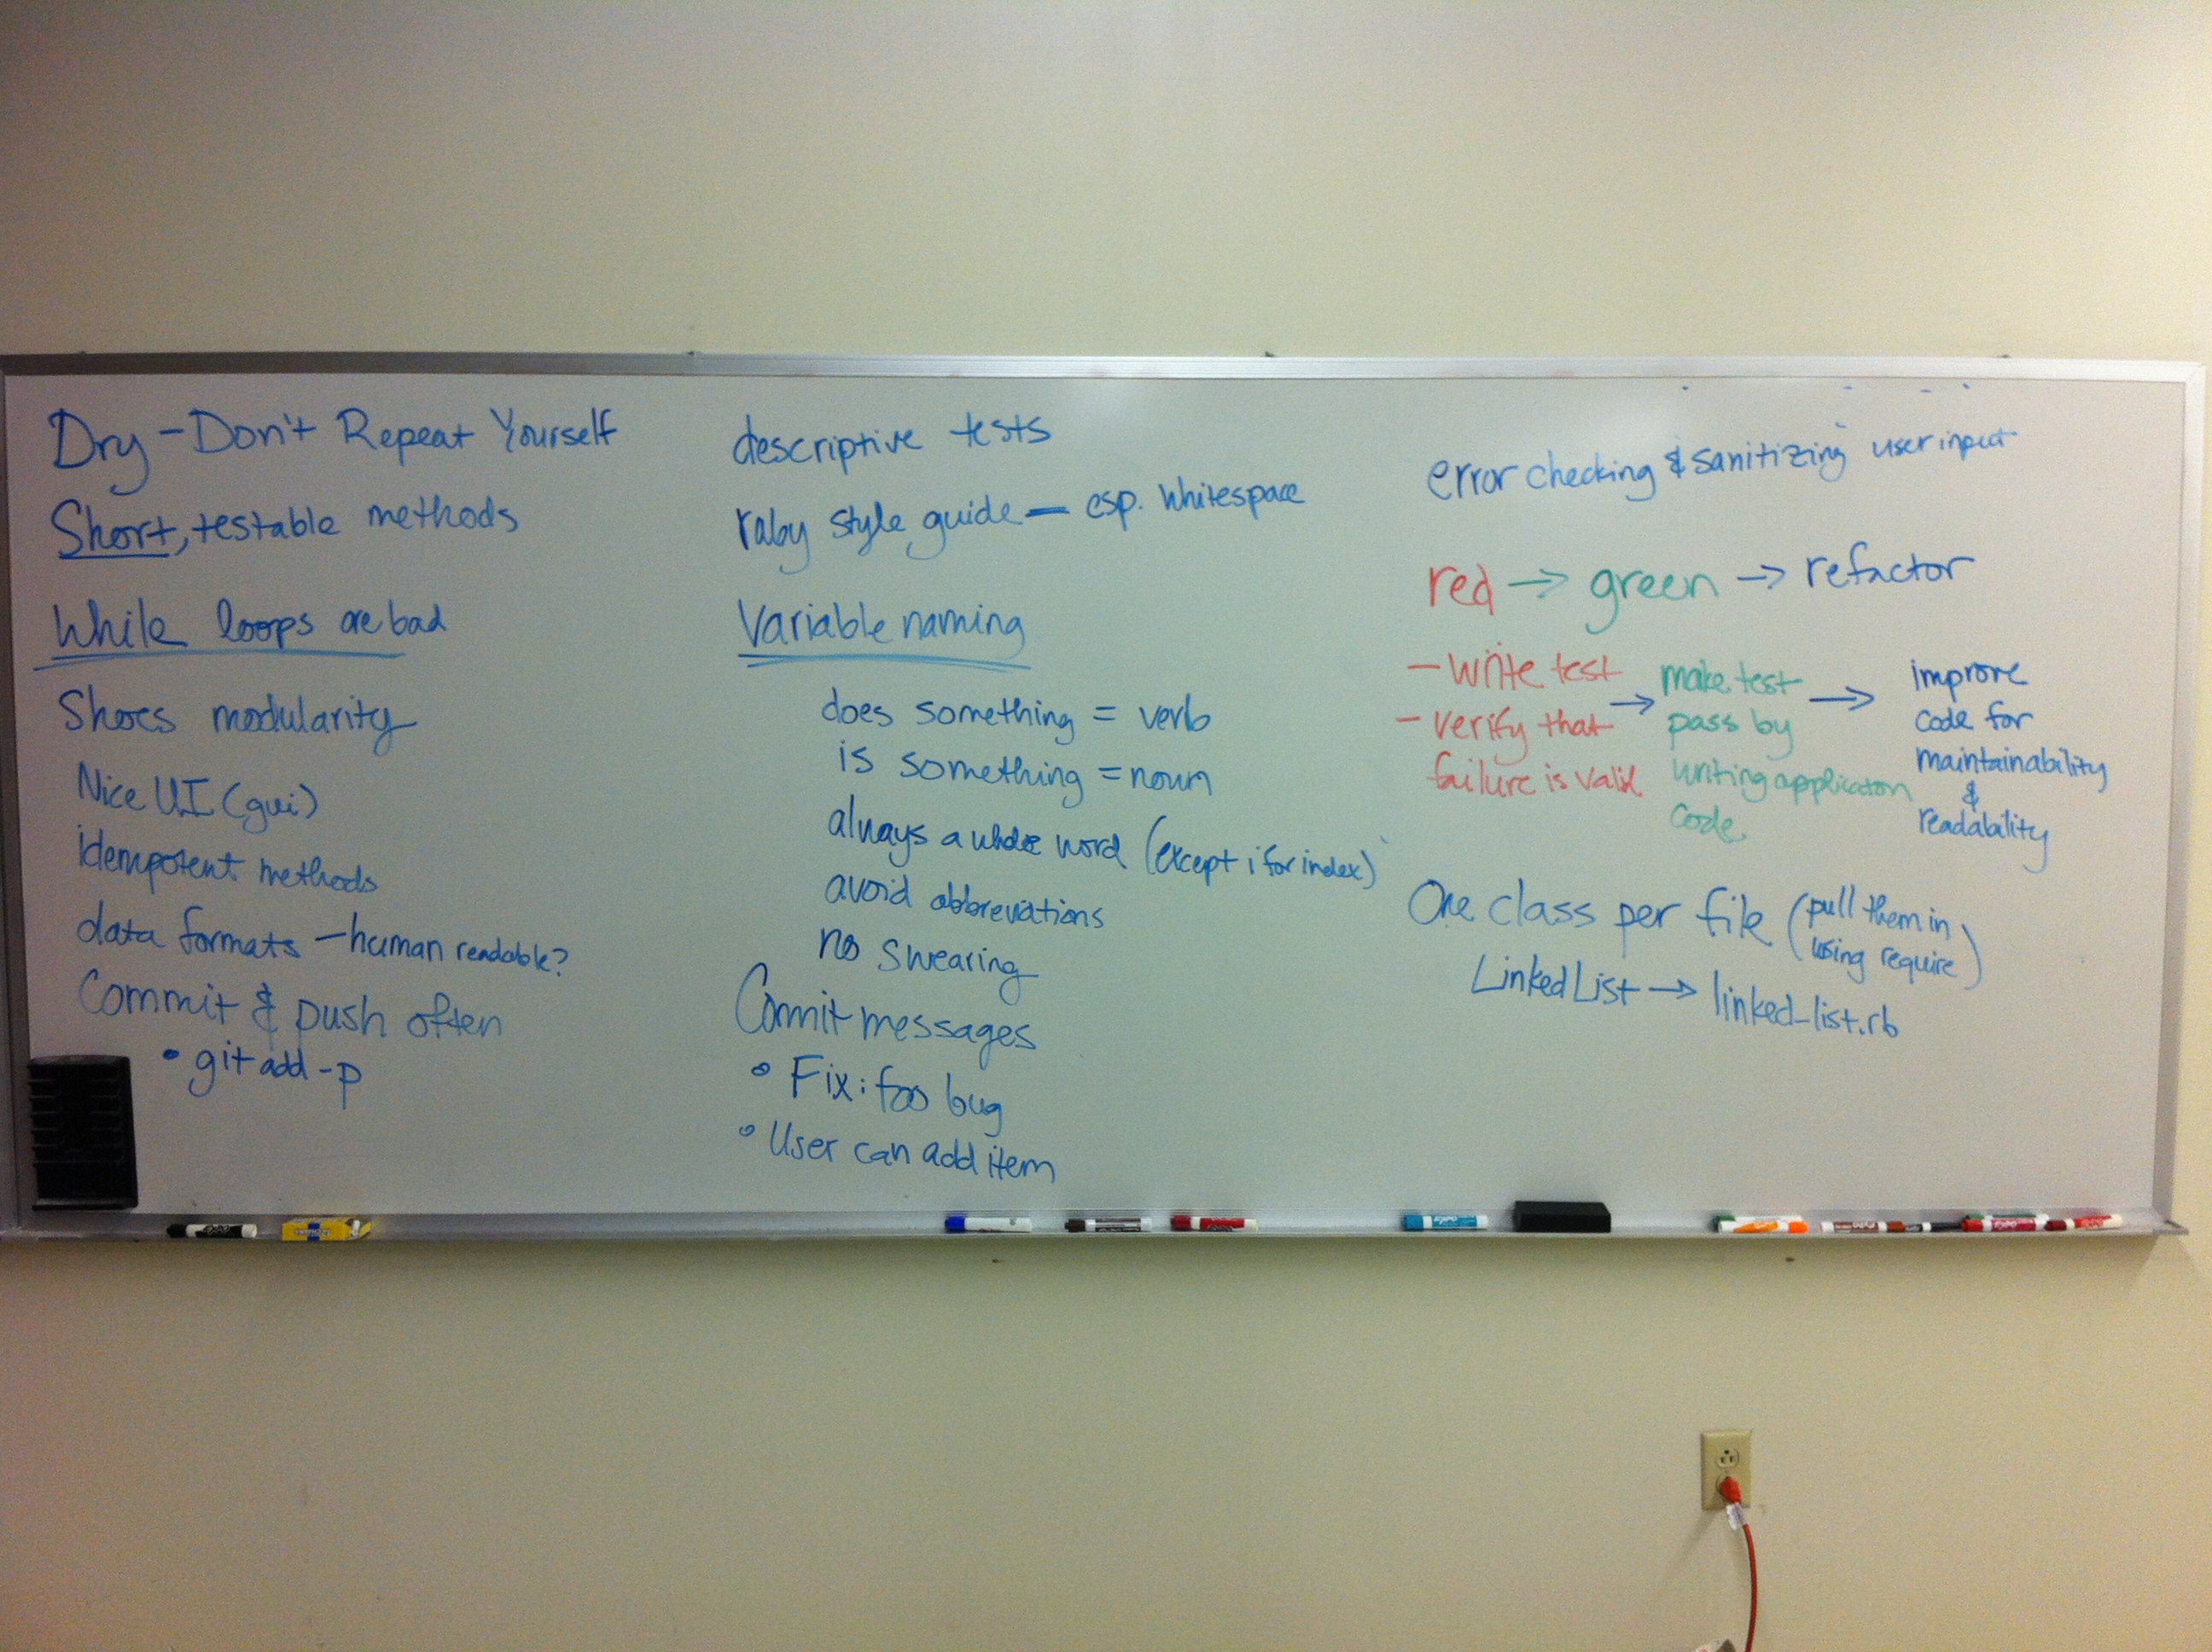 Dry - Don't Repeat Yourself
Short, testable methods
While loops are bad
Shoes modularity
Nice UI (gui)
idempotent methods
data formats - human readable?
Commit & push often
• git add -p
descriptive tests
ruby style guide — esp. whitespace
Variable naming
does something = verb
is something = noun
always a whole word (except i for index)
avoid abbreviations
no swearing
Commit messages
• Fix: foo bug
• User can add item
error checking & sanitizing user input
red → green → refactor
- write test
- verify that
failure is valid
→ make test
pass by
writing application
code
→ improve
code for
maintainability
&
readability
One class per file (pull them in
using require)
LinkedList → linked_list.rb